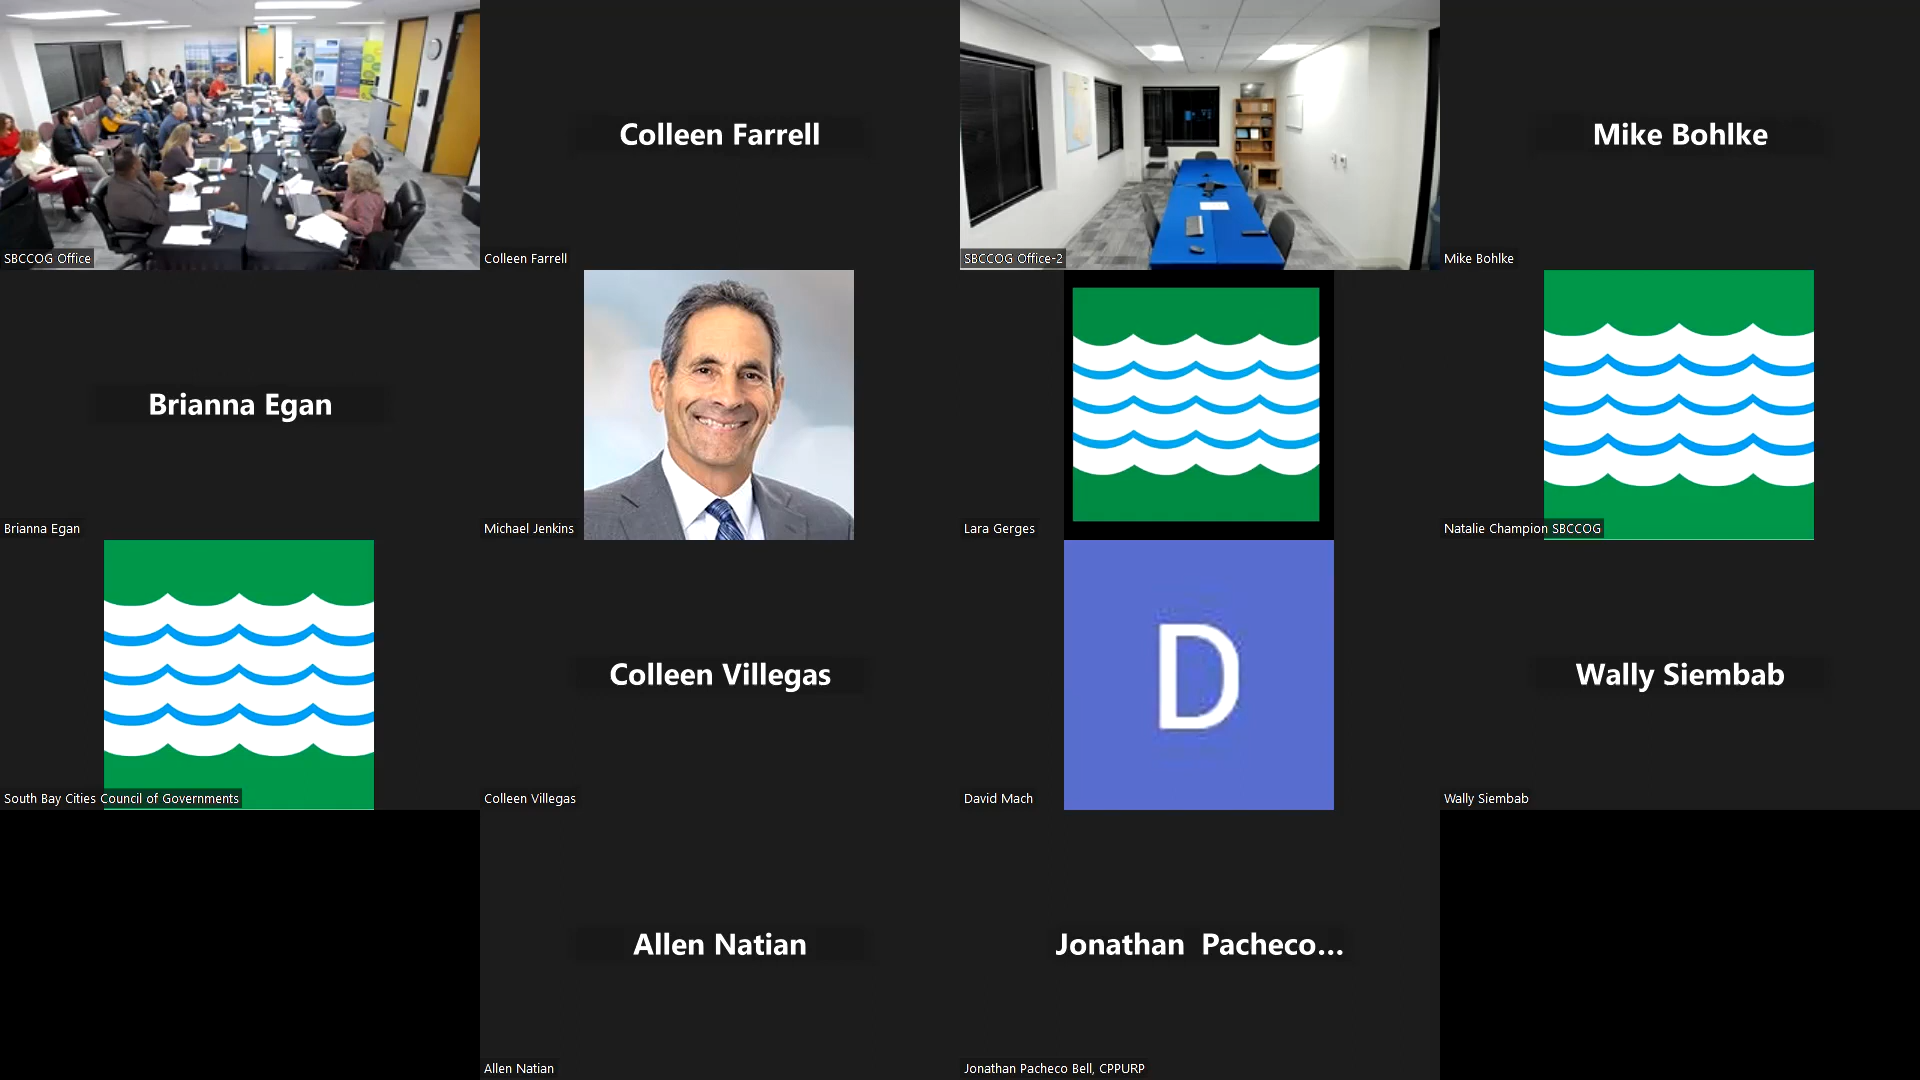 SBCCOG Office
Colleen Farrell
Colleen Farrell
SBCCOG Office-2
Mike Bohlke
Mike Bohlke
Brianna Egan
Brianna Egan
Michael Jenkins
Lara Gerges
Natalie Champion SBCCOG
South Bay Cities Council of Governments
Colleen Villegas
Colleen Villegas
D
David Mach
Wally Siembab
Wally Siembab
Allen Natian
Allen Natian
Jonathan Pacheco...
Jonathan Pacheco Bell, CPPURP